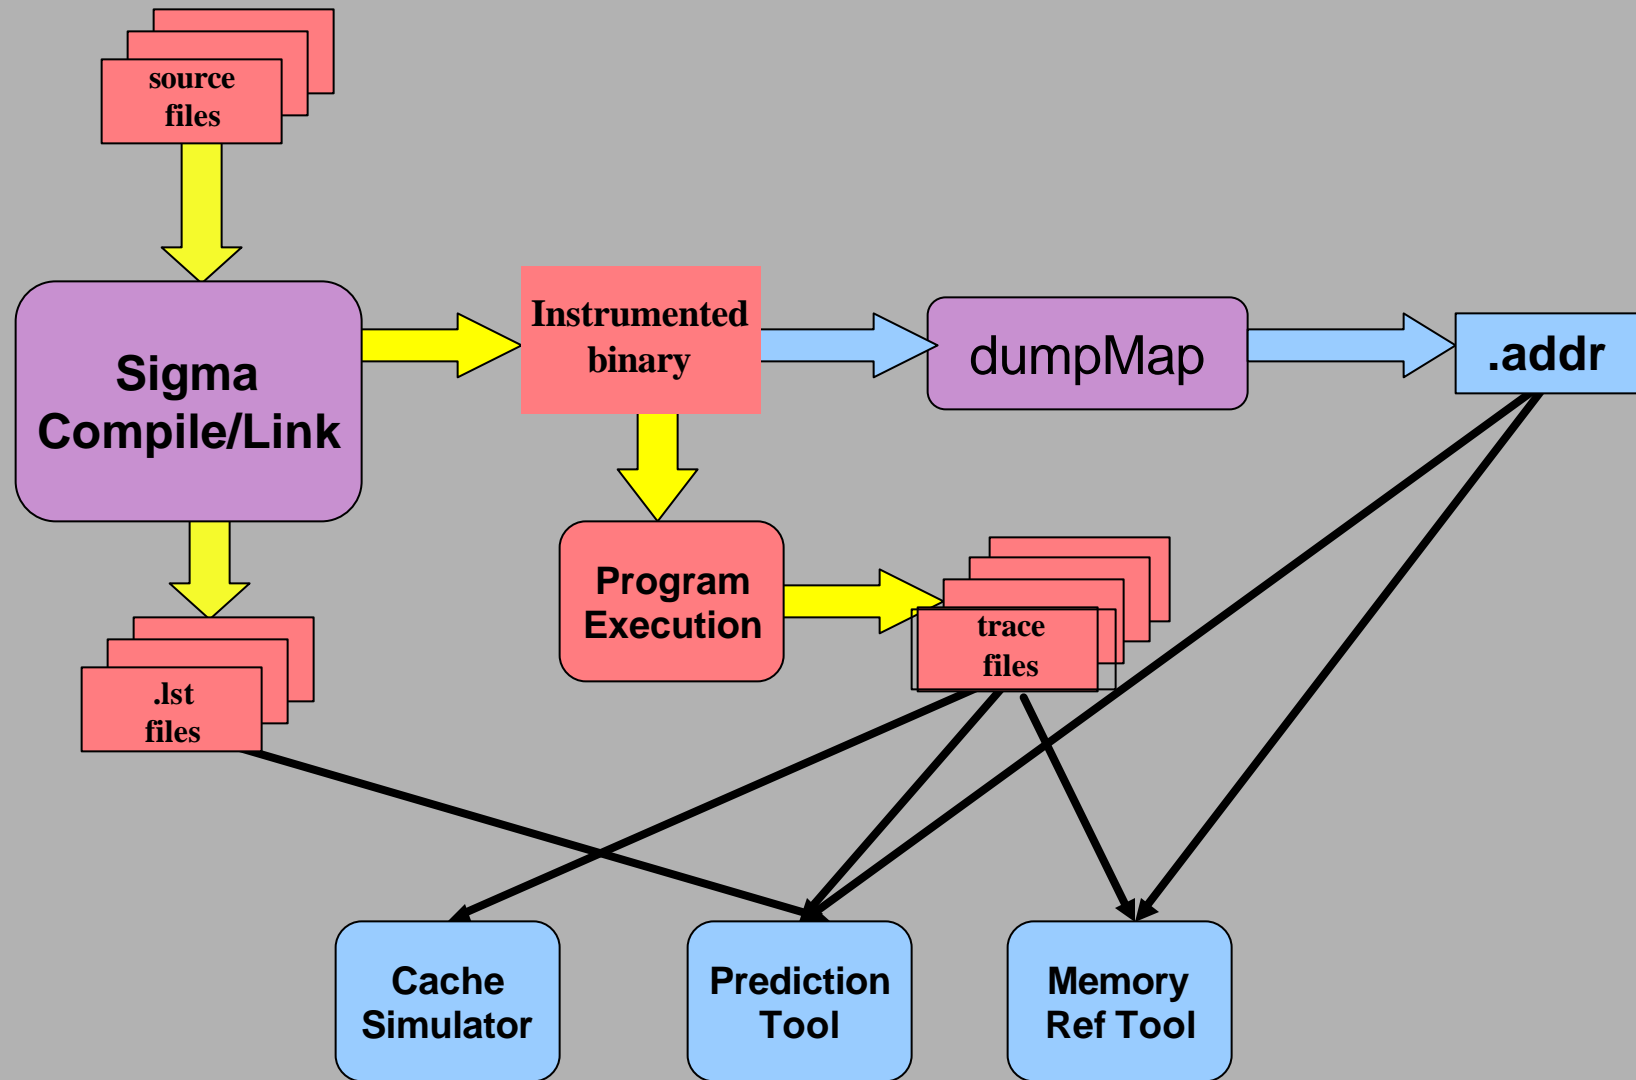 source
files
Sigma
Compile/Link
Instrumented
binary
dumpMap
.addr
Program
Execution
trace
files
.lst
files
Cache
Simulator
Prediction
Tool
Memory
Ref Tool